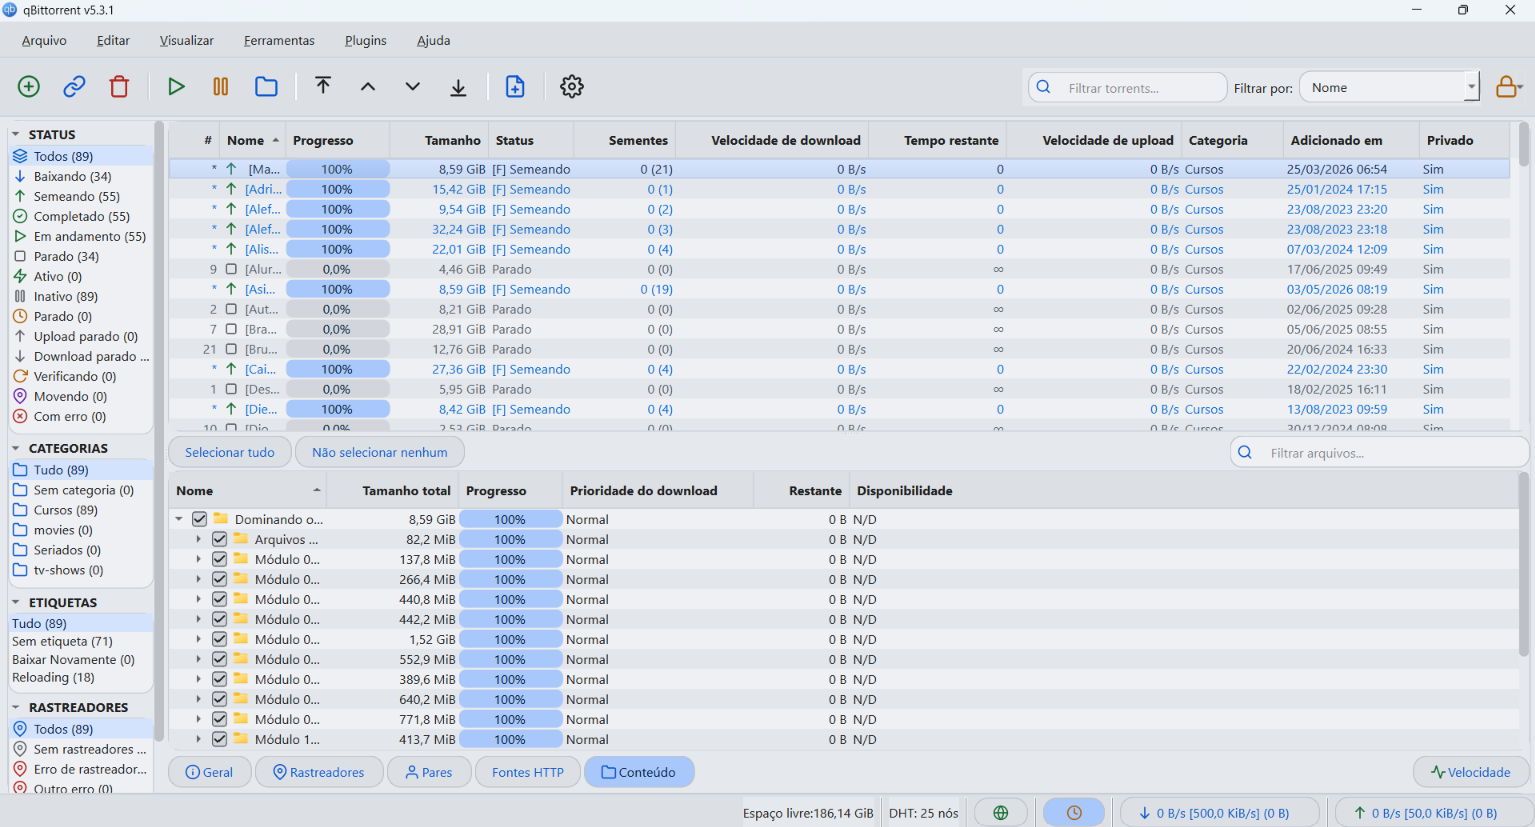 qBittorrent v5.3.1
Arquivo Editar Visualizar Ferramentas Plugins Ajuda
Filtrar torrents... Filtrar por: Nome
STATUS
Todos (89)
Baixando (34)
Semeando (55)
Completado (55)
Em andamento (55)
Parado (34)
Ativo (0)
Inativo (89)
Parado (0)
Upload parado (0)
Download parado ...
Verificando (0)
Movendo (0)
Com erro (0)
CATEGORIAS
Tudo (89)
Sem categoria (0)
Cursos (89)
movies (0)
Seriados (0)
tv-shows (0)
ETIQUETAS
Tudo (89)
Sem etiqueta (71)
Baixar Novamente (0)
Reloading (18)
RASTREADORES
Todos (89)
Sem rastreadores ...
Erro de rastreador...
Outro erro (0)
# Nome Progresso Tamanho Status Sementes Velocidade de download Tempo restante Velocidade de upload Categoria Adicionado em Privado
* [Ma... 100% 8,59 GiB [F] Semeando 0 (21) 0 B/s 0 0 B/s Cursos 25/03/2026 06:54 Sim
* [Adri... 100% 15,42 GiB [F] Semeando 0 (1) 0 B/s 0 0 B/s Cursos 25/01/2024 17:15 Sim
* [Alef... 100% 9,54 GiB [F] Semeando 0 (2) 0 B/s 0 0 B/s Cursos 23/08/2023 23:20 Sim
* [Alef... 100% 32,24 GiB [F] Semeando 0 (3) 0 B/s 0 0 B/s Cursos 23/08/2023 23:18 Sim
* [Alis... 100% 22,01 GiB [F] Semeando 0 (4) 0 B/s 0 0 B/s Cursos 07/03/2024 12:09 Sim
9 [Alur... 0,0% 4,46 GiB Parado 0 (0) 0 B/s ∞ 0 B/s Cursos 17/06/2025 09:49 Sim
* [Asi... 100% 8,59 GiB [F] Semeando 0 (19) 0 B/s 0 0 B/s Cursos 03/05/2026 08:19 Sim
2 [Aut... 0,0% 8,21 GiB Parado 0 (0) 0 B/s ∞ 0 B/s Cursos 02/06/2025 09:28 Sim
7 [Bra... 0,0% 28,91 GiB Parado 0 (0) 0 B/s ∞ 0 B/s Cursos 05/06/2025 08:55 Sim
21 [Bru... 0,0% 12,76 GiB Parado 0 (0) 0 B/s ∞ 0 B/s Cursos 20/06/2024 16:33 Sim
* [Cai... 100% 27,36 GiB [F] Semeando 0 (4) 0 B/s 0 0 B/s Cursos 22/02/2024 23:30 Sim
1 [Des... 0,0% 5,95 GiB Parado 0 (0) 0 B/s ∞ 0 B/s Cursos 18/02/2025 16:11 Sim
* [Die... 100% 8,42 GiB [F] Semeando 0 (4) 0 B/s 0 0 B/s Cursos 13/08/2023 09:59 Sim
10 [Dio... 0,0% 2,53 GiB Parado 0 (0) 0 B/s ∞ 0 B/s Cursos 30/12/2024 08:08 Sim
Selecionar tudo Não selecionar nenhum Filtrar arquivos...
Nome Tamanho total Progresso Prioridade do download Restante Disponibilidade
Dominando o... 8,59 GiB 100% Normal 0 B N/D
Arquivos ... 82,2 MiB 100% Normal 0 B N/D
Módulo 0... 137,8 MiB 100% Normal 0 B N/D
Módulo 0... 266,4 MiB 100% Normal 0 B N/D
Módulo 0... 440,8 MiB 100% Normal 0 B N/D
Módulo 0... 442,2 MiB 100% Normal 0 B N/D
Módulo 0... 1,52 GiB 100% Normal 0 B N/D
Módulo 0... 552,9 MiB 100% Normal 0 B N/D
Módulo 0... 389,6 MiB 100% Normal 0 B N/D
Módulo 0... 640,2 MiB 100% Normal 0 B N/D
Módulo 0... 771,8 MiB 100% Normal 0 B N/D
Módulo 1... 413,7 MiB 100% Normal 0 B N/D
Geral Rastreadores Pares Fontes HTTP Conteúdo Velocidade
Espaço livre:186,14 GiB DHT: 25 nós 0 B/s [500,0 KiB/s] (0 B) 0 B/s [50,0 KiB/s] (0 B)